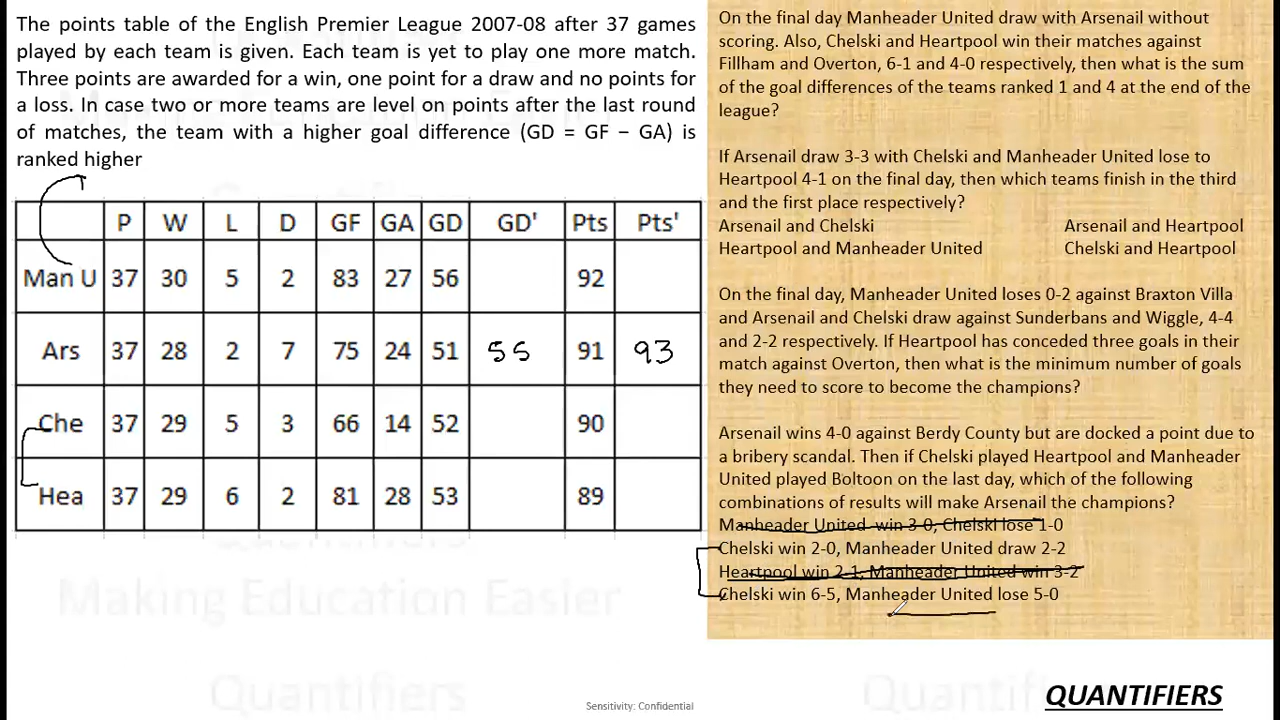 The points table of the English Premier League 2007-08 after 37 games
played by each team is given. Each team is yet to play one more match.
Three points are awarded for a win, one point for a draw and no points for
a loss. In case two or more teams are level on points after the last round
of matches, the team with a higher goal difference (GD = GF − GA) is
ranked higher
P W L D GF GA GD GD' Pts Pts'
Man U 37 30 5 2 83 27 56 92
Ars 37 28 2 7 75 24 51 55 91 93
Che 37 29 5 3 66 14 52 90
Hea 37 29 6 2 81 28 53 89
On the final day Manheader United draw with Arsenail without
scoring. Also, Chelski and Heartpool win their matches against
Fillham and Overton, 6-1 and 4-0 respectively, then what is the sum
of the goal differences of the teams ranked 1 and 4 at the end of the
league?
If Arsenail draw 3-3 with Chelski and Manheader United lose to
Heartpool 4-1 on the final day, then which teams finish in the third
and the first place respectively?
Arsenail and Chelski Arsenail and Heartpool
Heartpool and Manheader United Chelski and Heartpool
On the final day, Manheader United loses 0-2 against Braxton Villa
and Arsenail and Chelski draw against Sunderbans and Wiggle, 4-4
and 2-2 respectively. If Heartpool has conceded three goals in their
match against Overton, then what is the minimum number of goals
they need to score to become the champions?
Arsenail wins 4-0 against Berdy County but are docked a point due to
a bribery scandal. Then if Chelski played Heartpool and Manheader
United played Boltoon on the last day, which of the following
combinations of results will make Arsenail the champions?
Manheader United win 3-0, Chelski lose 1-0
Chelski win 2-0, Manheader United draw 2-2
Heartpool win 2-1, Manheader United win 3-2
Chelski win 6-5, Manheader United lose 5-0
Making Education Easier
Quantifiers
Sensitivity: Confidential
QUANTIFIERS